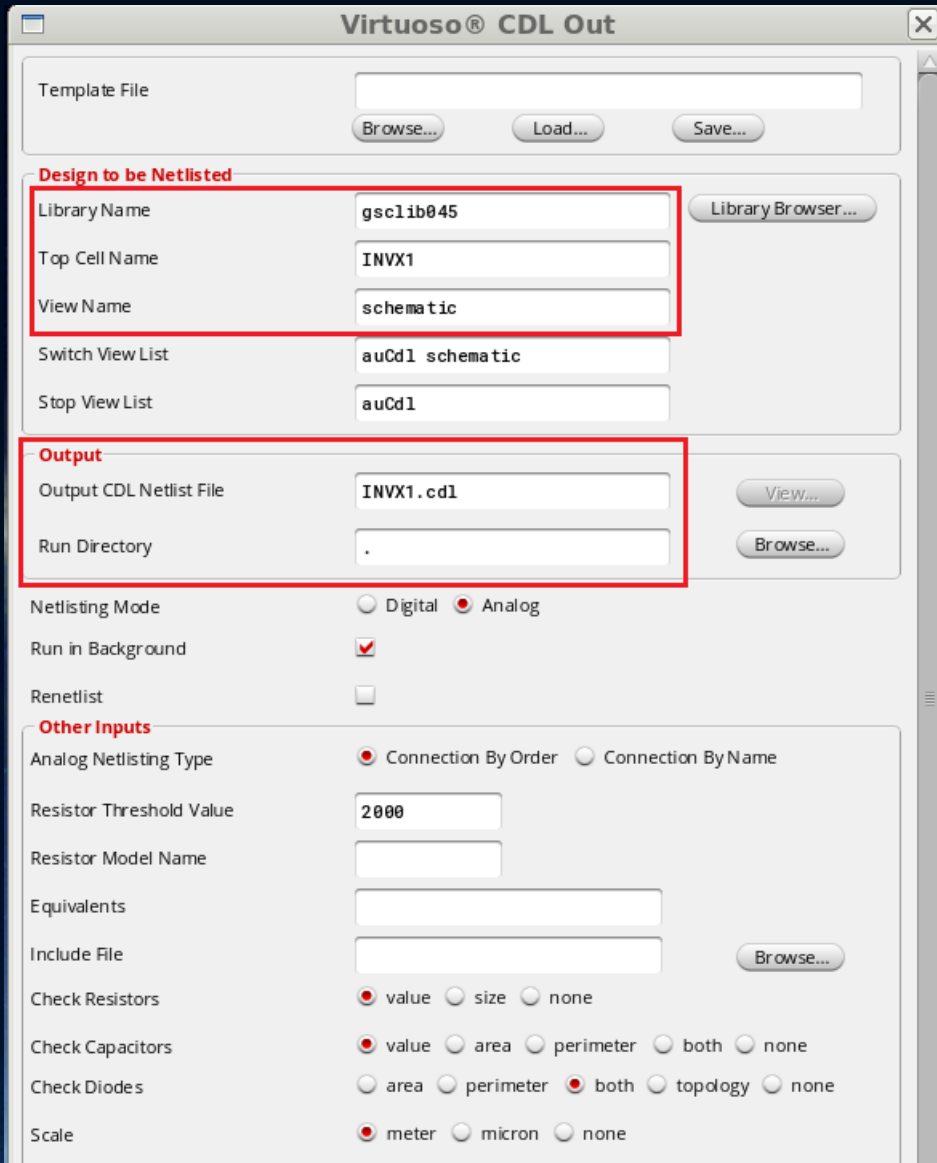 Virtuoso® CDL Out
Template File
Browse... Load... Save...
Design to be Netlisted
Library Name gsclib045 Library Browser...
Top Cell Name INVX1
View Name schematic
Switch View List auCdl schematic
Stop View List auCdl
Output
Output CDL Netlist File INVX1.cdl View...
Run Directory . Browse...
Netlisting Mode Digital Analog
Run in Background
Renetlist
Other Inputs
Analog Netlisting Type Connection By Order Connection By Name
Resistor Threshold Value 2000
Resistor Model Name
Equivalents
Include File Browse...
Check Resistors value size none
Check Capacitors value area perimeter both none
Check Diodes area perimeter both topology none
Scale meter micron none